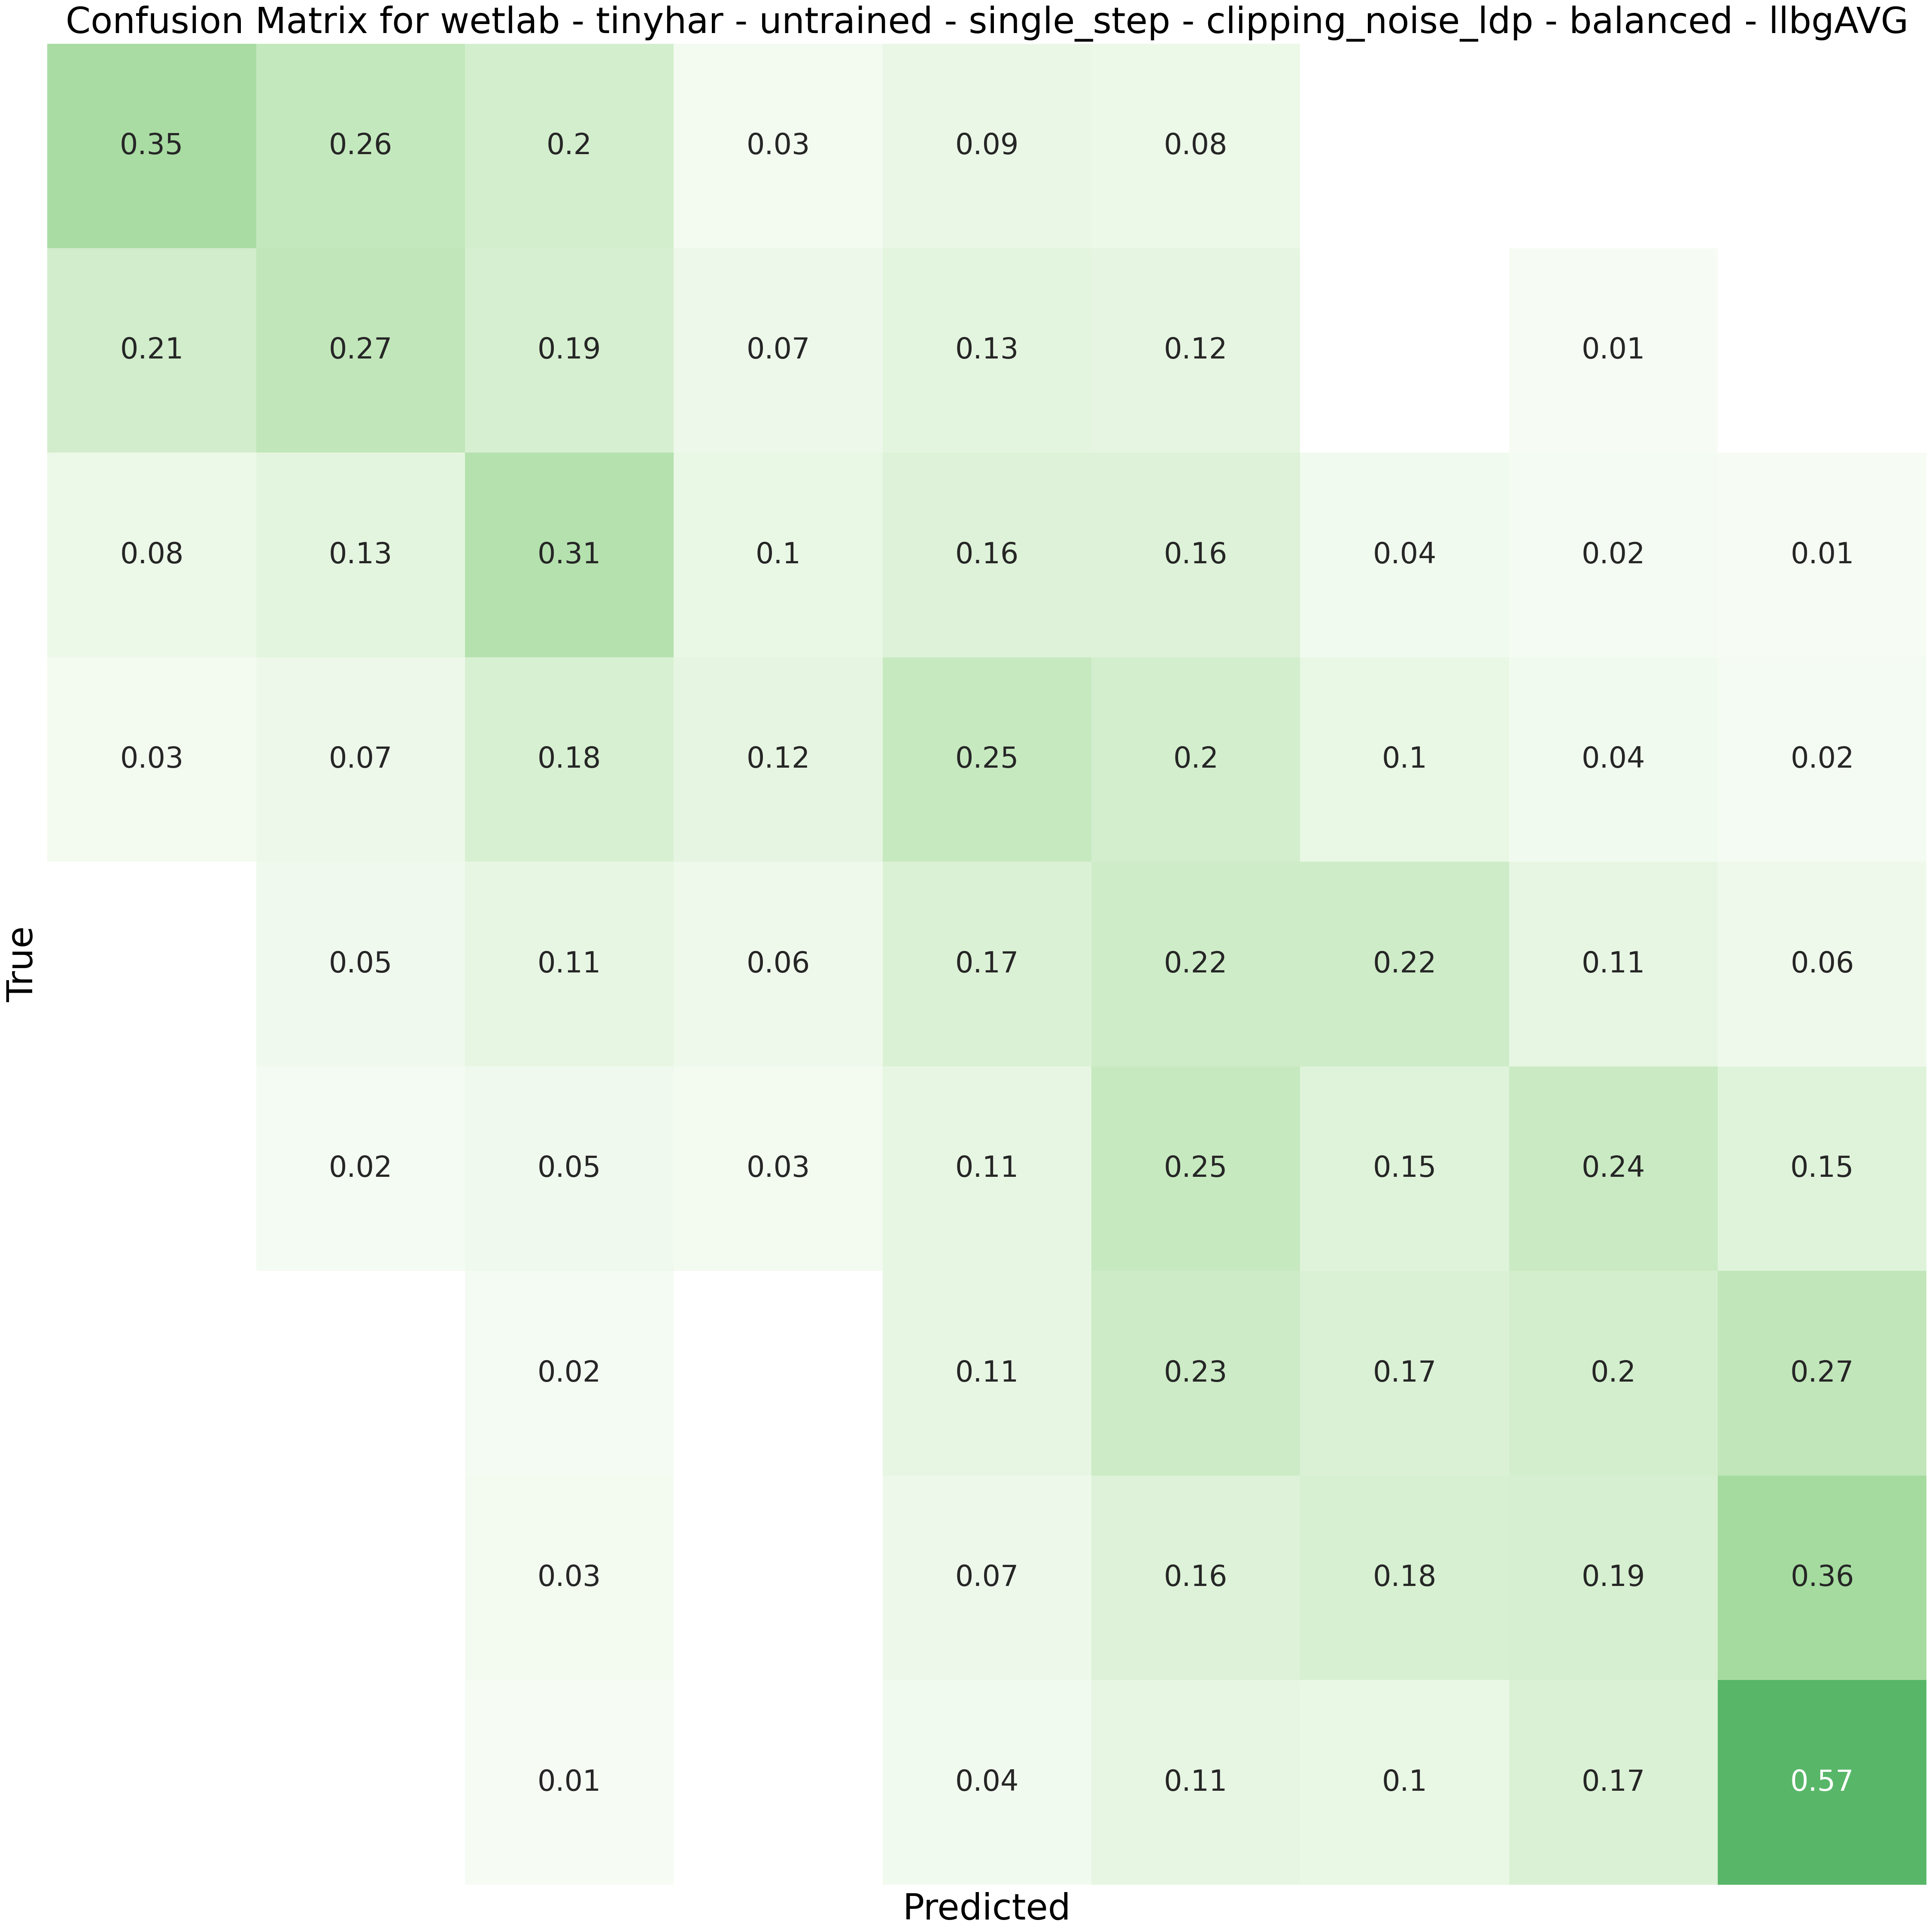 Confusion Matrix for wetlab - tinyhar - untrained - single_step - clipping_noise_ldp - balanced - llbgAVG
0.35 0.26 0.2 0.03 0.09 0.08
0.21 0.27 0.19 0.07 0.13 0.12 0.01
0.08 0.13 0.31 0.1 0.16 0.16 0.04 0.02 0.01
0.03 0.07 0.18 0.12 0.25 0.2 0.1 0.04 0.02
True
0.05 0.11 0.06 0.17 0.22 0.22 0.11 0.06
0.02 0.05 0.03 0.11 0.25 0.15 0.24 0.15
0.02 0.11 0.23 0.17 0.2 0.27
0.03 0.07 0.16 0.18 0.19 0.36
0.01 0.04 0.11 0.1 0.17 0.57
Predicted